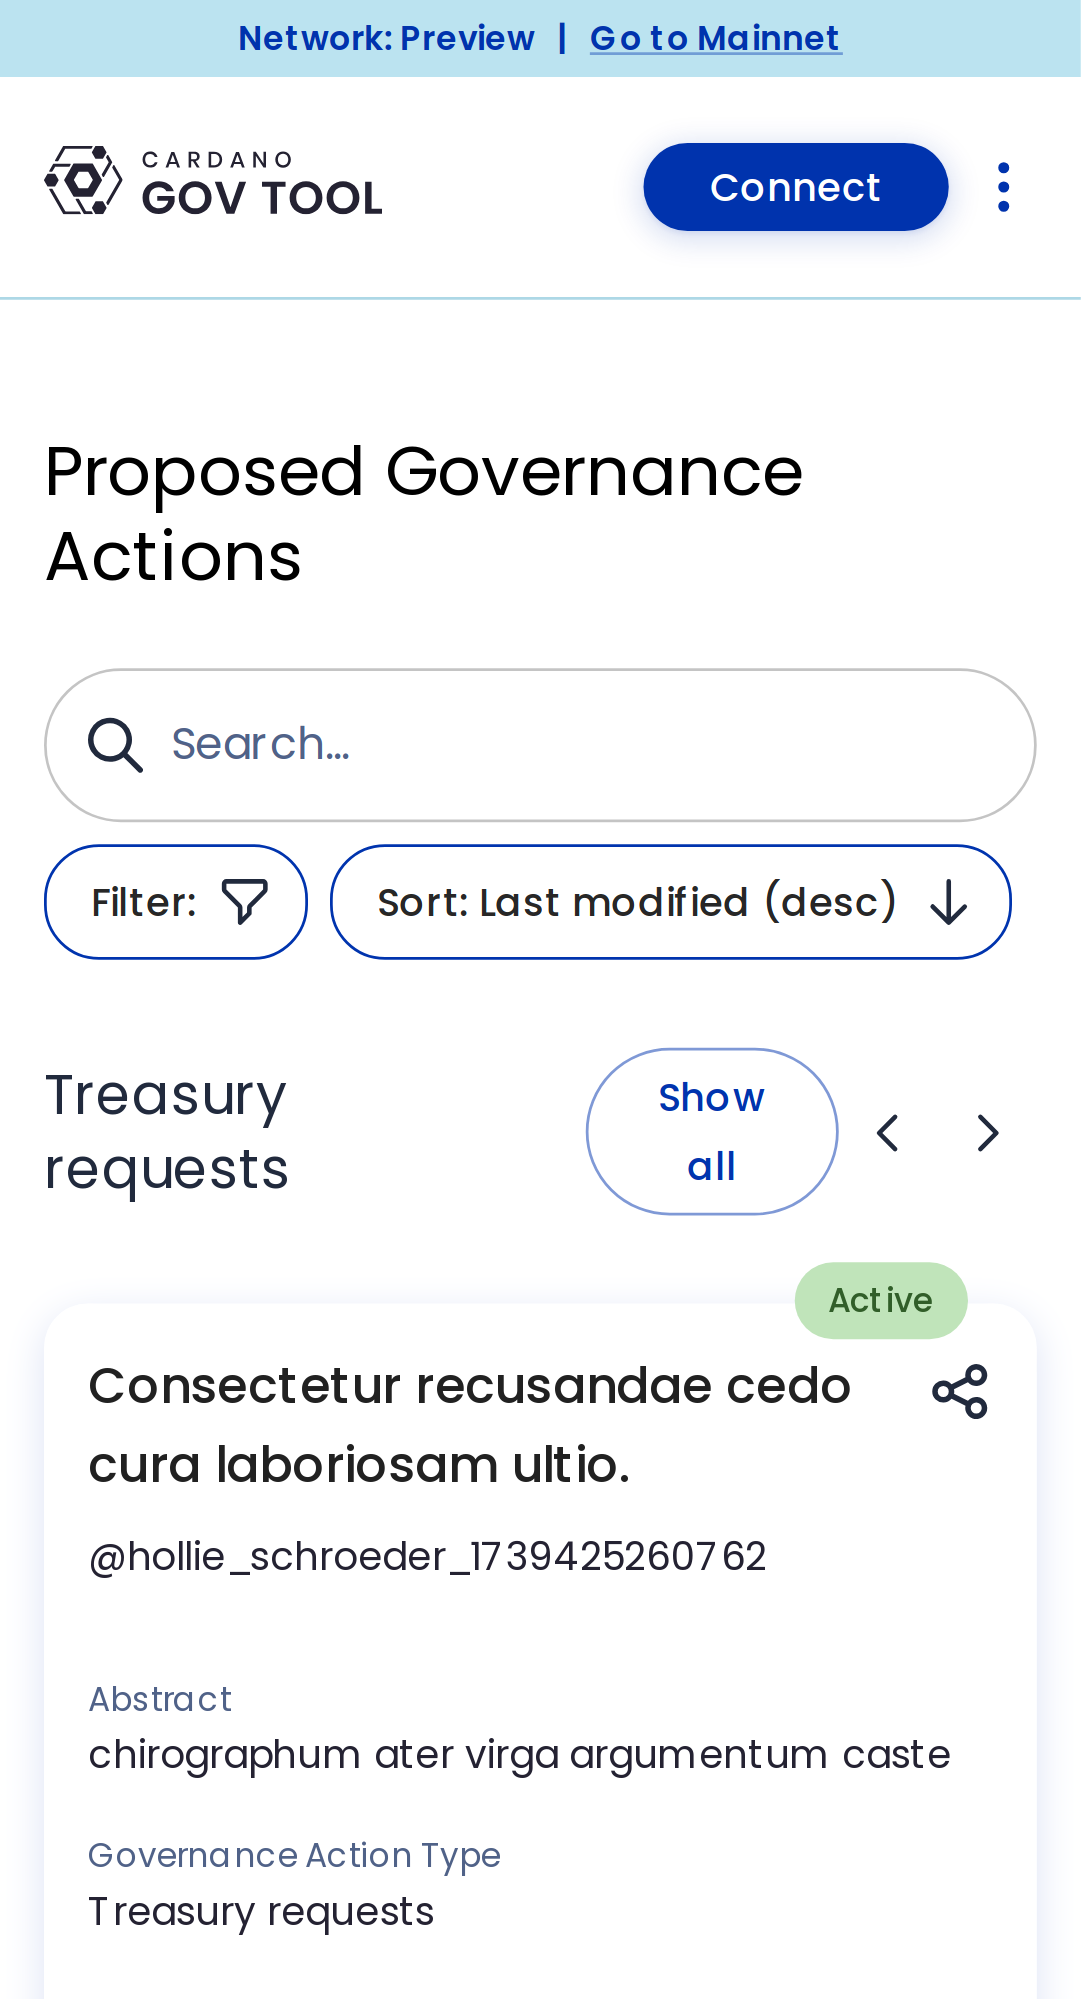 Network: Preview | Go to Mainnet
CARDANO
GOV TOOL
Connect
Proposed Governance
Actions
Search...
Filter:
Sort: Last modified (desc)
Treasury
requests
Show
all
Active
Consectetur recusandae cedo
cura laboriosam ultio.
@hollie_schroeder_1739425260762
Abstract
chirographum ater virga argumentum caste
Governance Action Type
Treasury requests